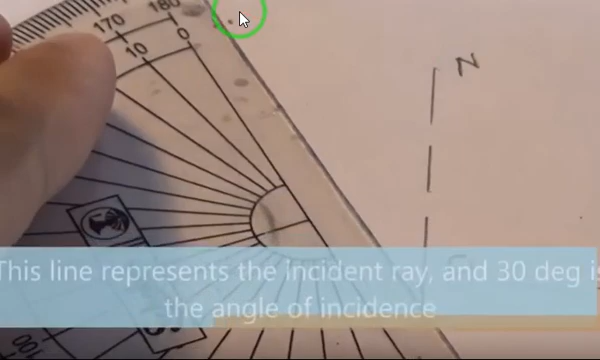 170 180
10 0
N
This line represents the incident ray, and 30 deg is
the angle of incidence